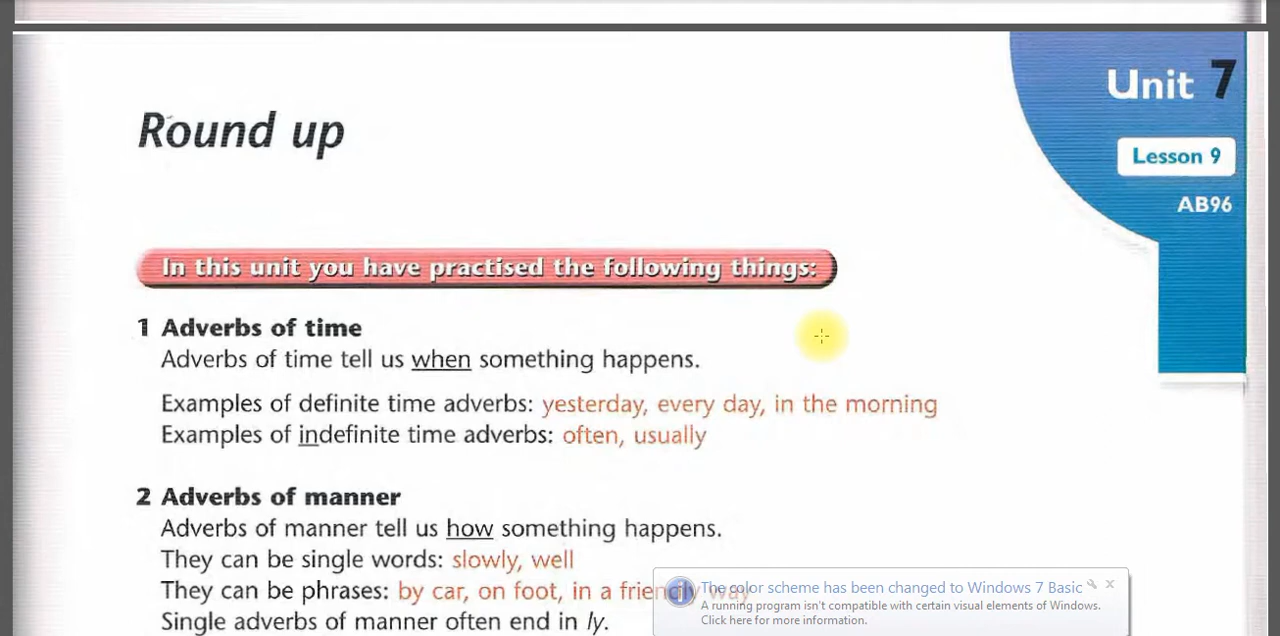 Unit 7
Round up
Lesson 9
AB96
In this unit you have practised the following things:
1 Adverbs of time
Adverbs of time tell us when something happens.
Examples of definite time adverbs: yesterday, every day, in the morning
Examples of indefinite time adverbs: often, usually
2 Adverbs of manner
Adverbs of manner tell us how something happens.
They can be single words: slowly, well
They can be phrases: by car, on foot, in a friendly way
Single adverbs of manner often end in ly.
The color scheme has been changed to Windows 7 Basic
A running program isn't compatible with certain visual elements of Windows.
Click here for more information.